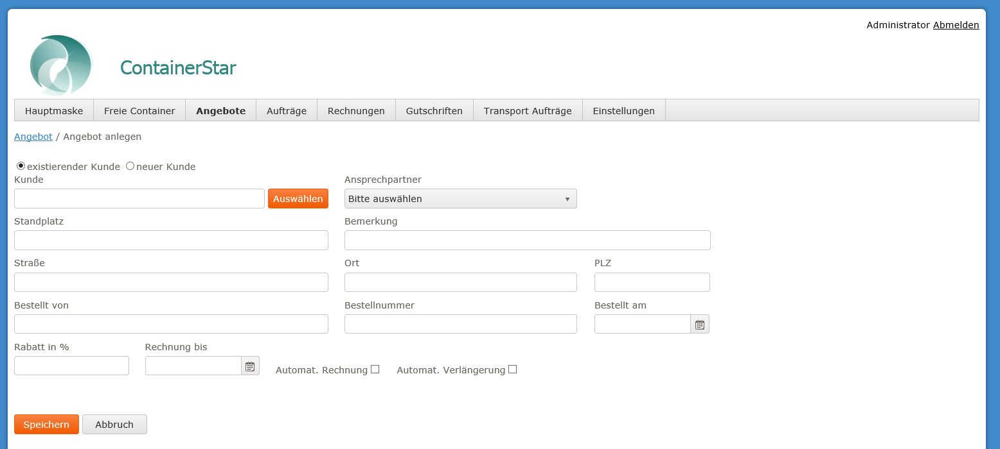 Administrator Abmelden
ContainerStar
Hauptmaske Freie Container Angebote Aufträge Rechnungen Gutschriften Transport Aufträge Einstellungen
Angebot / Angebot anlegen
existierender Kunde neuer Kunde
Kunde Ansprechpartner
Auswählen Bitte auswählen
Standplatz Bemerkung
Straße Ort PLZ
Bestellt von Bestellnummer Bestellt am
Rabatt in % Rechnung bis
Automat. Rechnung Automat. Verlängerung
Speichern Abbruch